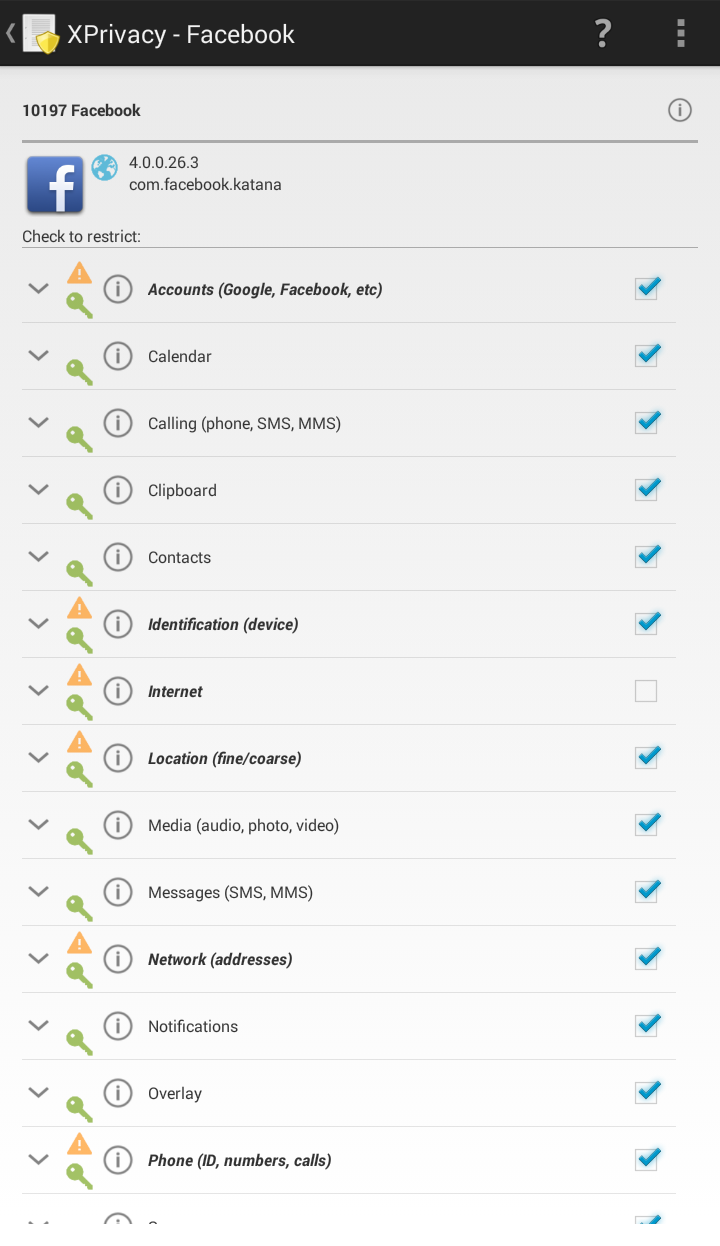 XPrivacy - Facebook
?
10197 Facebook
4.0.0.26.3
com.facebook.katana
Check to restrict:
Accounts (Google, Facebook, etc)
Calendar
Calling (phone, SMS, MMS)
Clipboard
Contacts
Identification (device)
Internet
Location (fine/coarse)
Media (audio, photo, video)
Messages (SMS, MMS)
Network (addresses)
Notifications
Overlay
Phone (ID, numbers, calls)